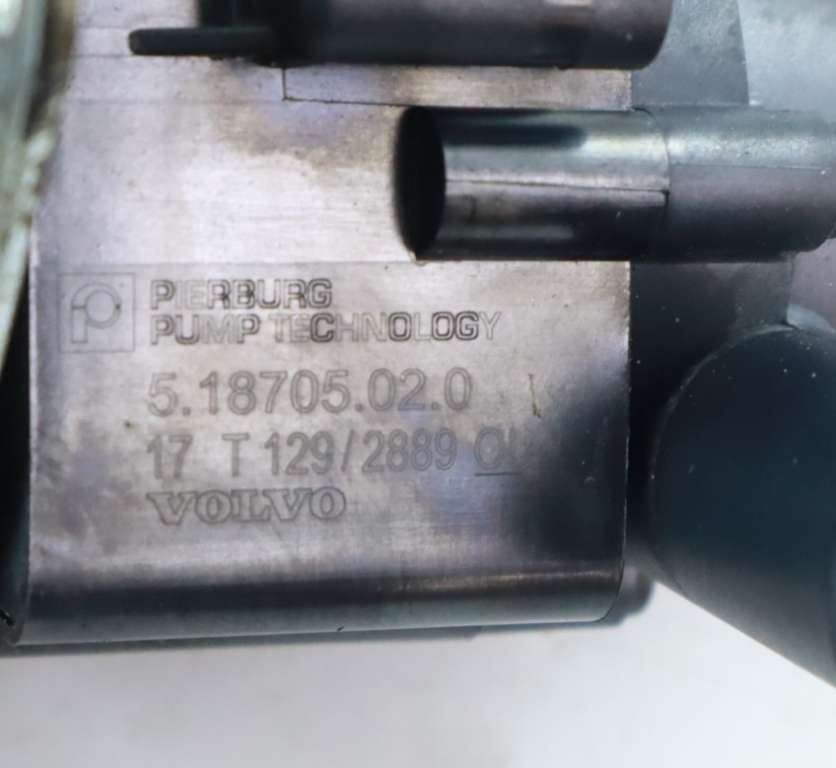 PIERBURG
PUMP TECHNOLOGY
5.18705.02.0
17 T 129/2889
VOLVO